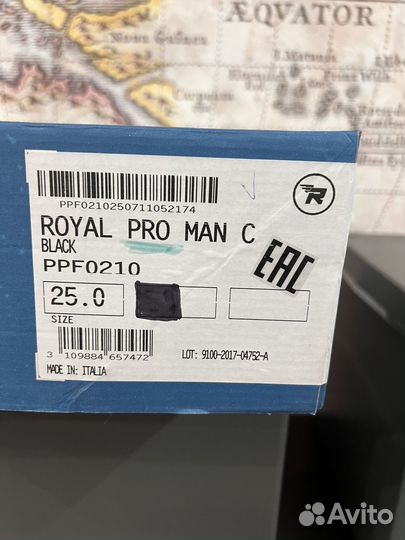 ÆQVATOR
PPF0210250711052174
R
ROYAL PRO MAN C
BLACK
PPF0210
EAC
25.0
SIZE
3 109884 657472
LOT: 9100-2017-04752-A
MADE IN: ITALIA
Avito